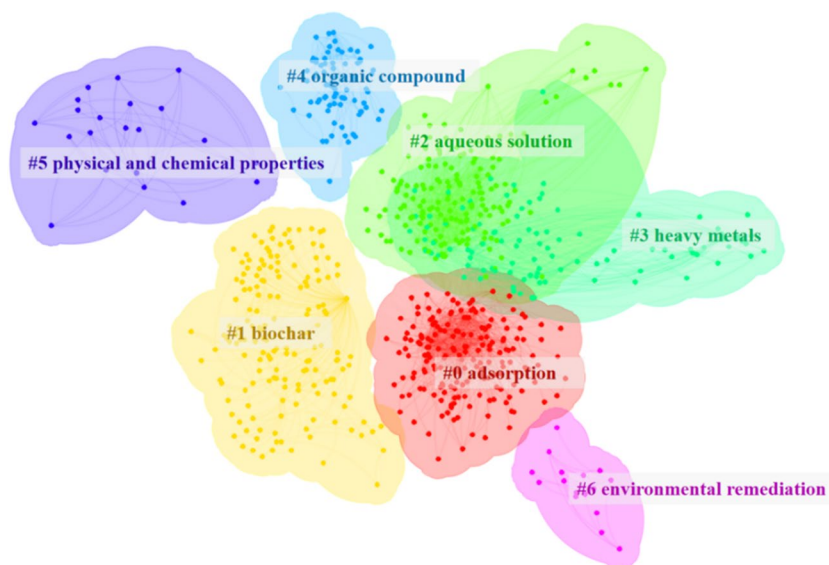 #4 organic compound
#2 aqueous solution
#5 physical and chemical properties
#3 heavy metals
#1 biochar
#0 adsorption
#6 environmental remediation